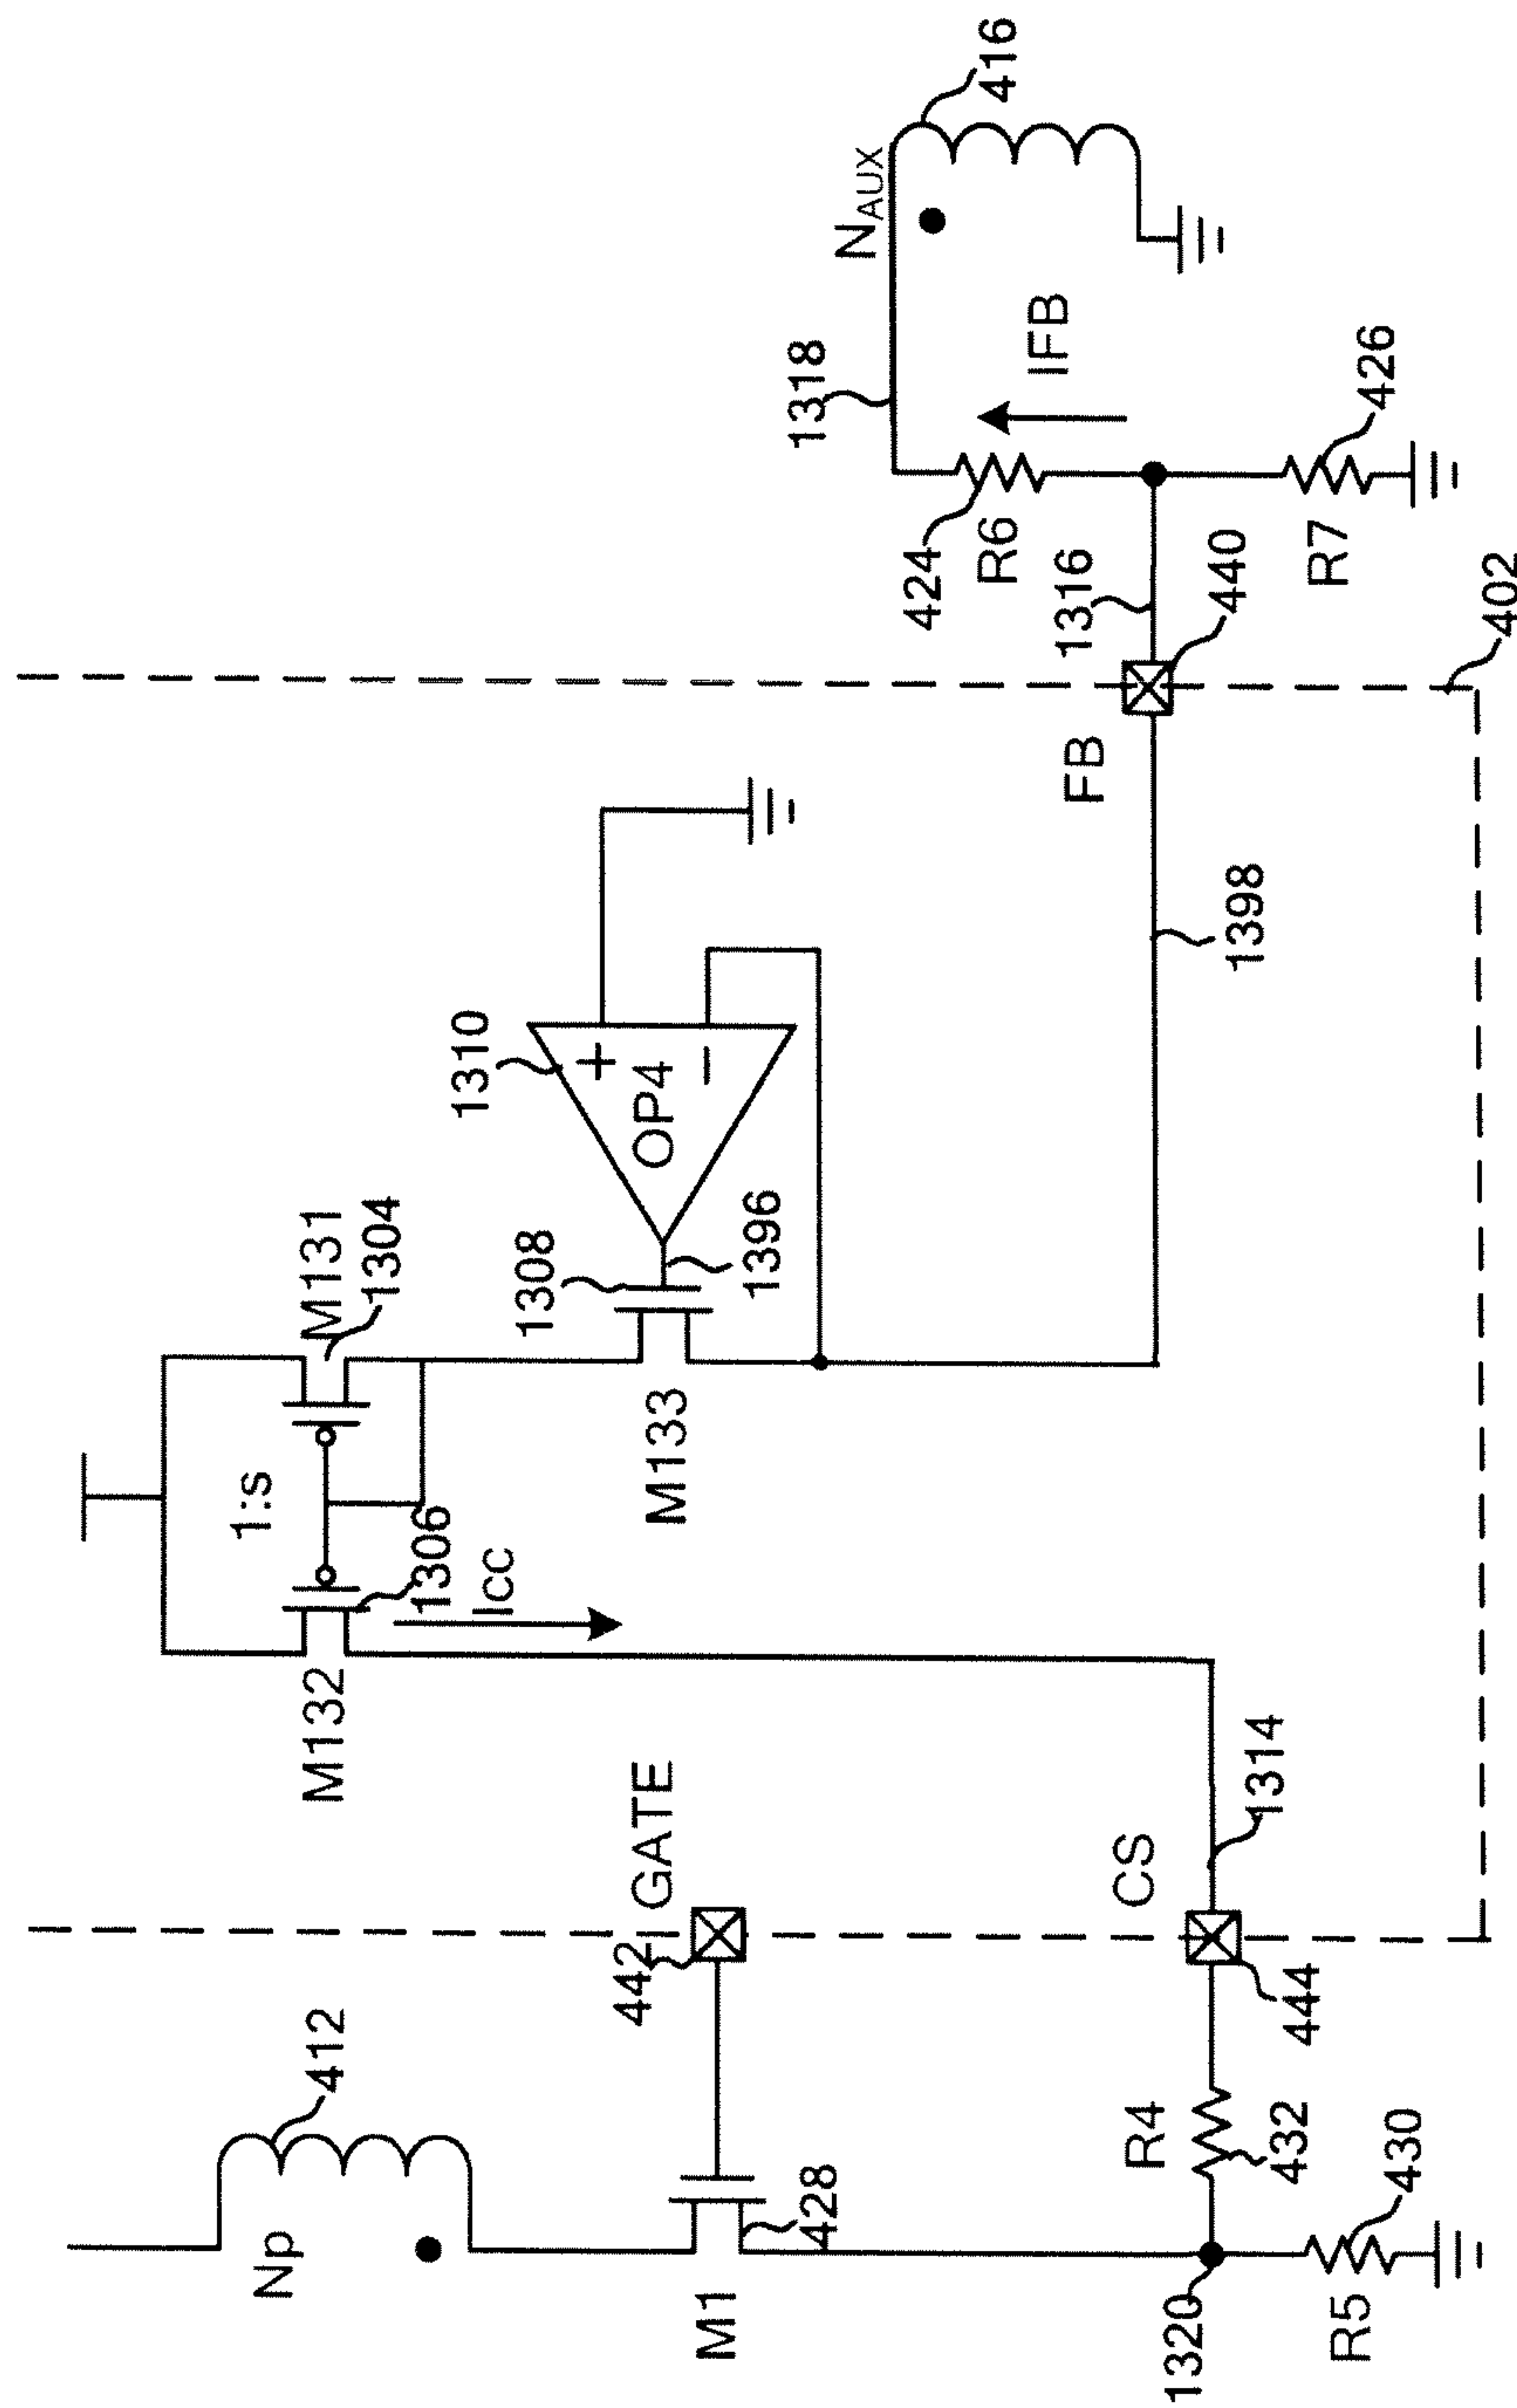 Np
412
M1
428
GATE
442
1320
R4
432
R5
430
CS
444
1314
M132
1306
Icc
1:s
M131
1304
M133
1308
1396
OP4
+
−
1310
1398
FB
440
402
1316
R6
424
R7
426
IFB
1318
NAUX
416